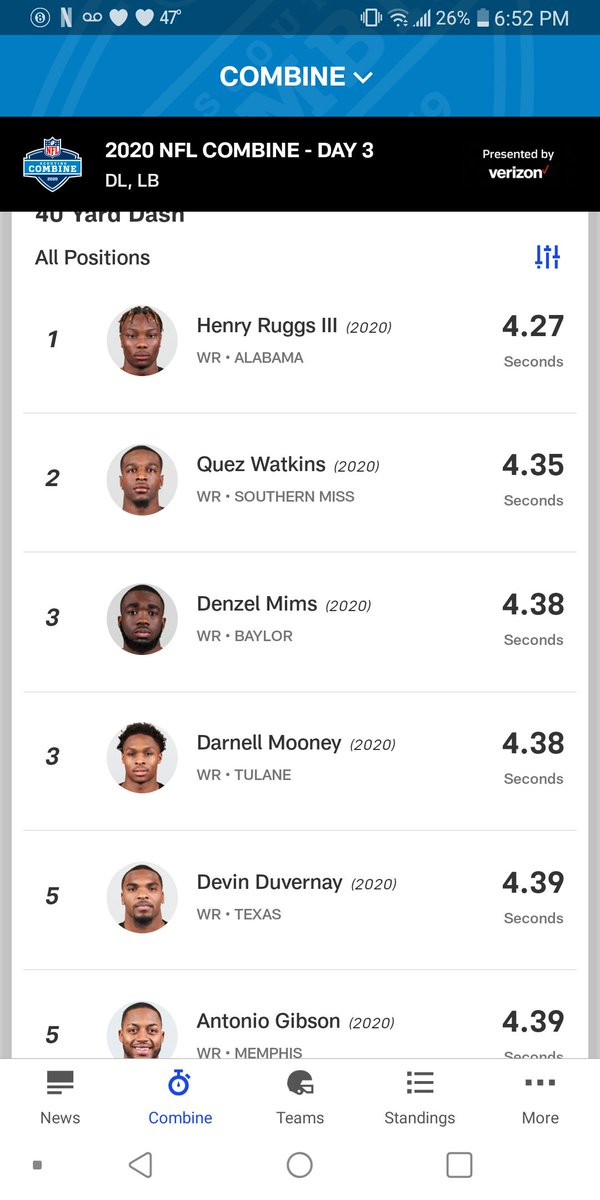 47° 26% 6:52 PM
COMBINE
NFL
SCOUTING
COMBINE
2020
2020 NFL COMBINE - DAY 3
DL, LB
Presented by
verizon
40 Yard Dash
All Positions
1 Henry Ruggs III (2020) 4.27
WR • ALABAMA Seconds
2 Quez Watkins (2020) 4.35
WR • SOUTHERN MISS Seconds
3 Denzel Mims (2020) 4.38
WR • BAYLOR Seconds
3 Darnell Mooney (2020) 4.38
WR • TULANE Seconds
5 Devin Duvernay (2020) 4.39
WR • TEXAS Seconds
5 Antonio Gibson (2020) 4.39
WR • MEMPHIS Seconds
News Combine Teams Standings More